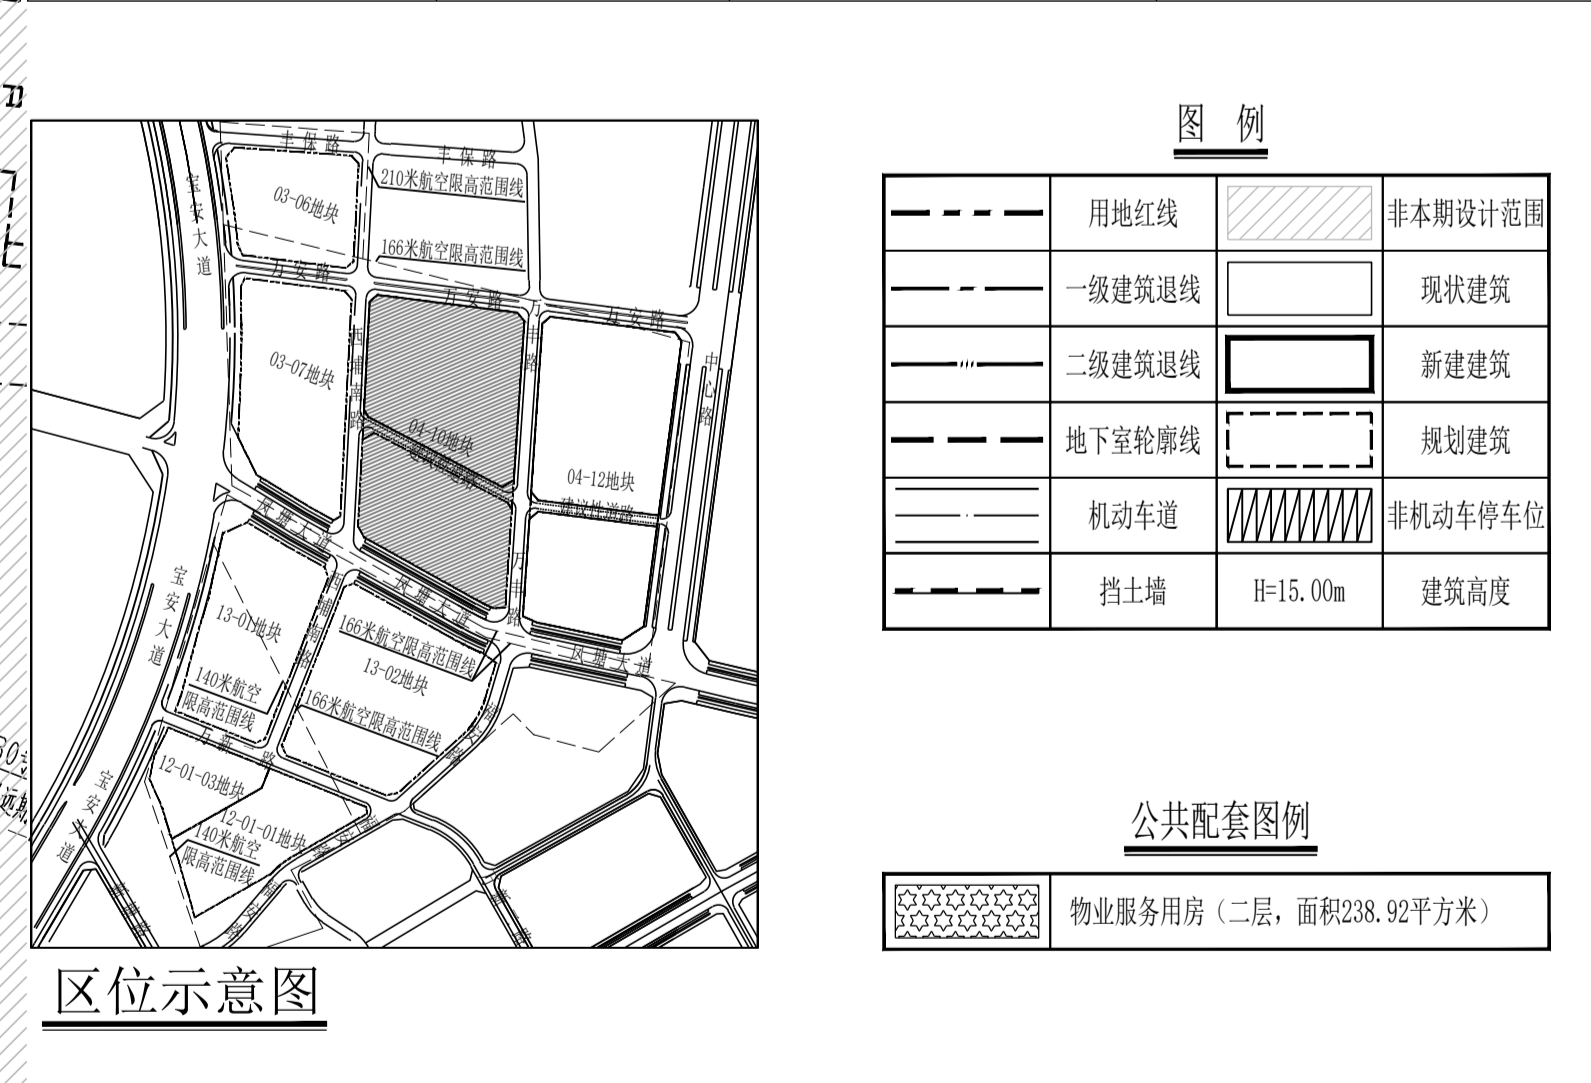 丰保路
丰保路
210米航空限高范围线
宝安大道
03-06地块
166米航空限高范围线
万安路
万安路
万安路
万丰路
西埔南路
中心路
03-07地块
04-10地块
04-12地块
建议性道路
凤塘大道
凤塘大道
万丰路
凤塘大道
宝安大道
西埔南路
13-01地块
166米航空限高范围线
13-02地块
140米航空
限高范围线
166米航空限高范围线
万新一路
12-01-03地块
宝安大道
12-01-01地块
140米航空
限高范围线
区位示意图
图 例
用地红线
非本期设计范围
一级建筑退线
现状建筑
二级建筑退线
新建建筑
地下室轮廓线
规划建筑
机动车道
非机动车停车位
挡土墙
H=15.00m
建筑高度
公共配套图例
物业服务用房（二层，面积238.92平方米）